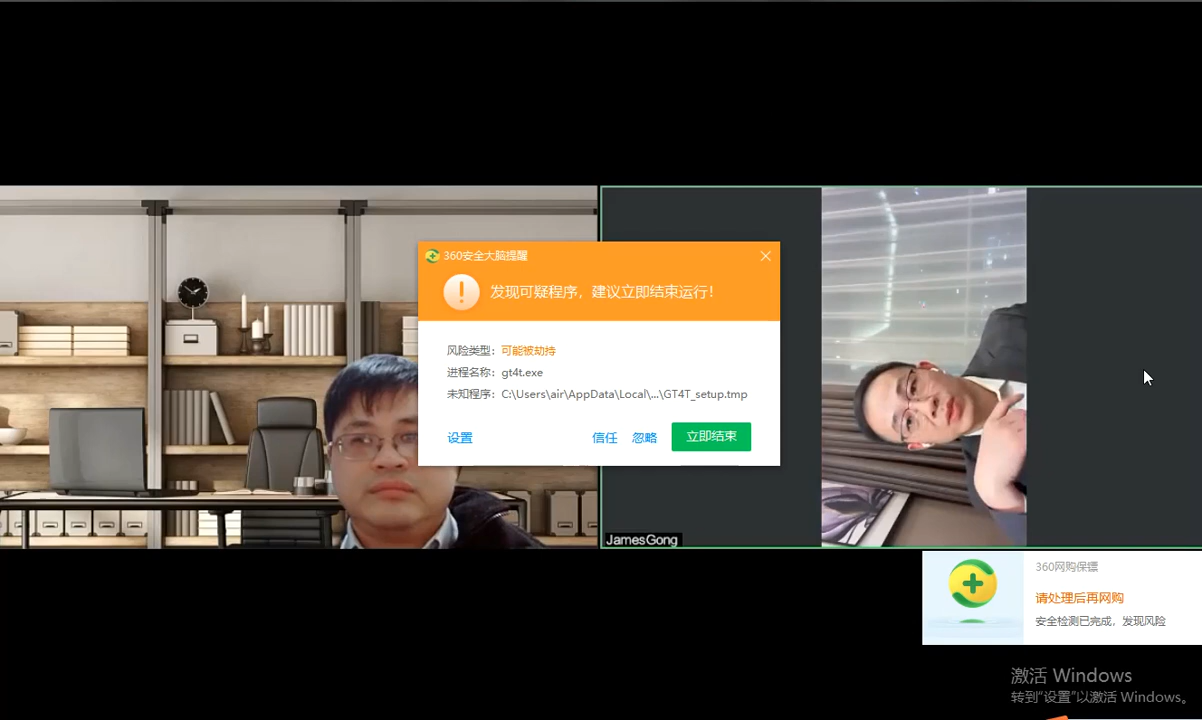 360安全大脑提醒
发现可疑程序，建议立即结束运行！
风险类型：可能被劫持
进程名称：gt4t.exe
未知程序：C:\Users\air\AppData\Local\...\GT4T_setup.tmp
设置 信任 忽略 立即结束
JamesGong
360网购保镖
请处理后再网购
安全检测已完成，发现风险
激活 Windows
转到"设置"以激活 Windows。